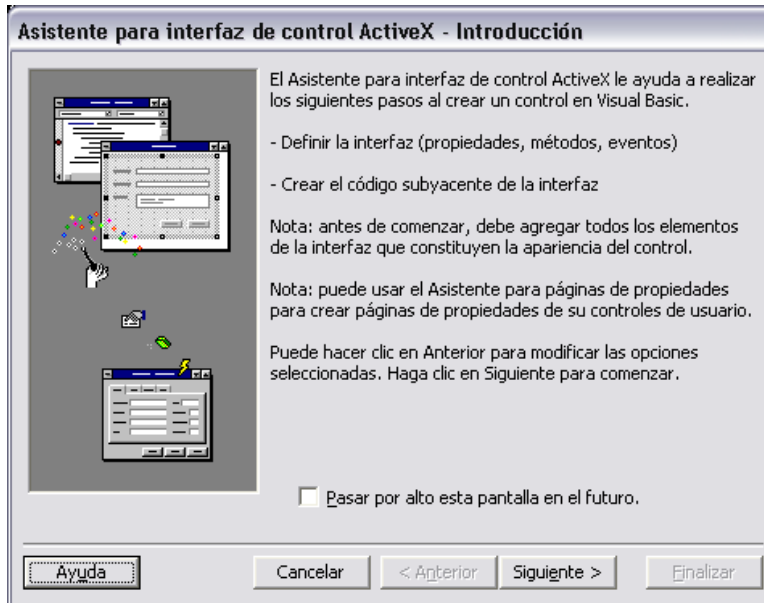 Asistente para interfaz de control ActiveX - Introducción
El Asistente para interfaz de control ActiveX le ayuda a realizar
los siguientes pasos al crear un control en Visual Basic.
- Definir la interfaz (propiedades, métodos, eventos)
- Crear el código subyacente de la interfaz
Nota: antes de comenzar, debe agregar todos los elementos
de la interfaz que constituyen la apariencia del control.
Nota: puede usar el Asistente para páginas de propiedades
para crear páginas de propiedades de su controles de usuario.
Puede hacer clic en Anterior para modificar las opciones
seleccionadas. Haga clic en Siguiente para comenzar.
Pasar por alto esta pantalla en el futuro.
Ayuda
Cancelar
< Anterior
Siguiente >
Finalizar